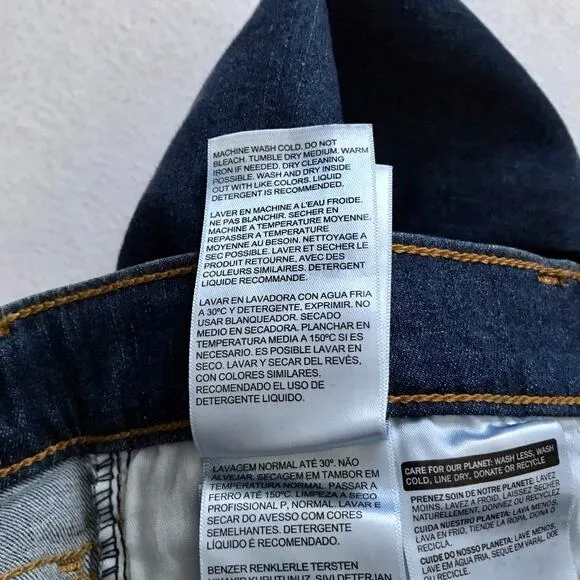 MACHINE WASH COLD. DO NOT
BLEACH. TUMBLE DRY MEDIUM. WARM
IRON IF NEEDED. DRY CLEANING
POSSIBLE. WASH AND DRY INSIDE
OUT WITH LIKE COLORS. LIQUID
DETERGENT IS RECOMMENDED.
LAVER EN MACHINE A L'EAU FROIDE.
NE PAS BLANCHIR. SECHER EN
MACHINE A TEMPERATURE MOYENNE.
REPASSER A TEMPERATURE
MOYENNE AU BESOIN. NETTOYAGE A
SEC POSSIBLE. LAVER ET SECHER LE
PRODUIT RETOURNE, AVEC DES
COULEURS SIMILAIRES. DETERGENT
LIQUIDE RECOMMANDE.
LAVAR EN LAVADORA CON AGUA FRIA
A 30ºC Y DETERGENTE, EXPRIMIR. NO
USAR BLANQUEADOR. SECADO
MEDIO EN SECADORA. PLANCHAR EN
TEMPERATURA MEDIA A 150ºC SI ES
NECESARIO. ES POSIBLE LAVAR EN
SECO. LAVAR Y SECAR DEL REVÉS,
CON COLORES SIMILARES.
RECOMENDADO EL USO DE
DETERGENTE LIQUIDO.
LAVAGEM NORMAL ATÉ 30º. NÃO
ALVEJAR. SECAGEM EM TAMBOR EM
TEMPERATURA NORMAL. PASSAR A
FERRO ATÉ 150ºC. LIMPEZA A SECO
PROFISSIONAL P, NORMAL. LAVAR E
SECAR DO AVESSO COM CORES
SEMELHANTES. DETERGENTE
LÍQUIDO É RECOMENDADO.
BENZER RENKLERLE TERSTEN
CARE FOR OUR PLANET: WASH LESS, WASH
COLD, LINE DRY, DONATE OR RECYCLE
PRENEZ SOIN DE NOTRE PLANETE: LAVEZ
MOINS, LAVEZ A FROID, LAISSEZ SECHER
NATURELLEMENT, DONNEZ OU RECYCLEZ
CUIDA NUESTRO PLANETA: LAVA MENOS,
LAVA EN FRIO, TIENDE LA ROPA, DONA O
RECICLA.
CUIDE DO NOSSO PLANETA: LAVE MENOS,
LAVE EM ÁGUA FRIA, SEQUE EM VARAL, DOE